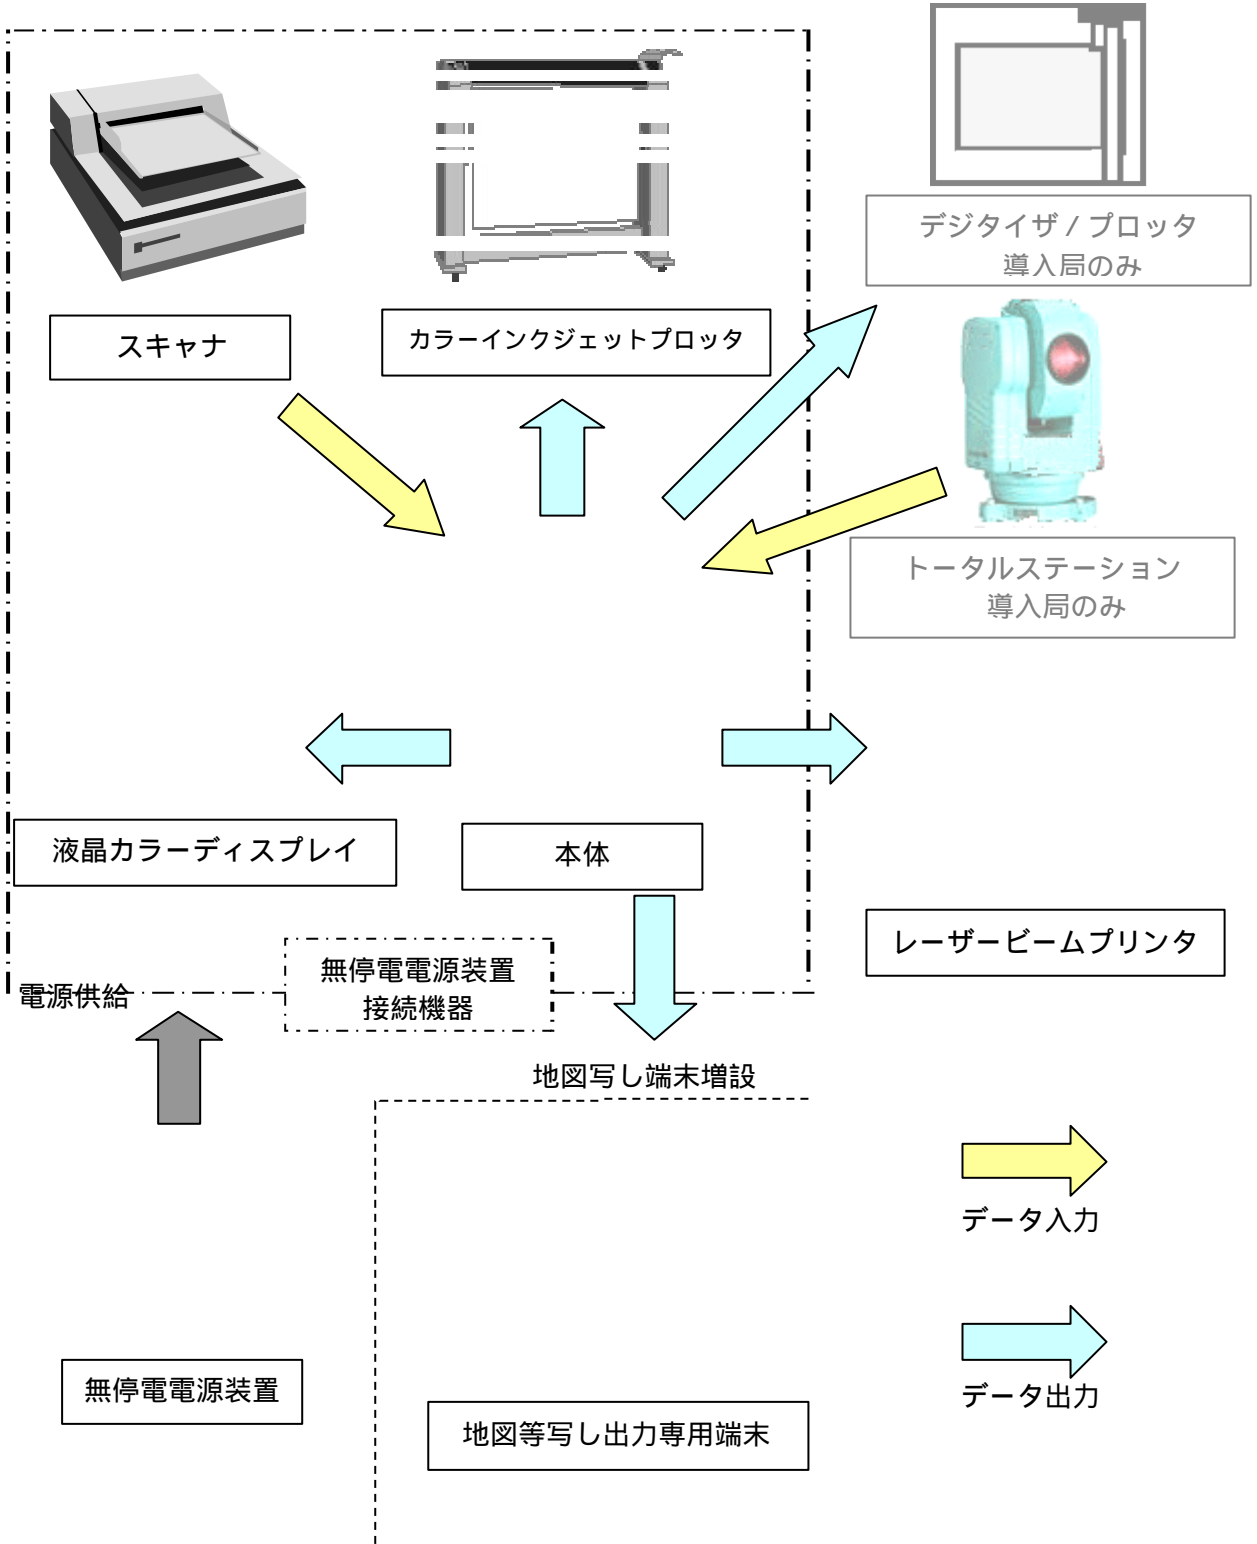 デジタイザ / プロッタ
導入局のみ
スキャナ
カラーインクジェットプロッタ
トータルステーション
導入局のみ
液晶カラーディスプレイ
本体
レーザービームプリンタ
無停電電源装置
接続機器
電源供給
地図写し端末増設
データ入力
無停電電源装置
データ出力
地図等写し出力専用端末